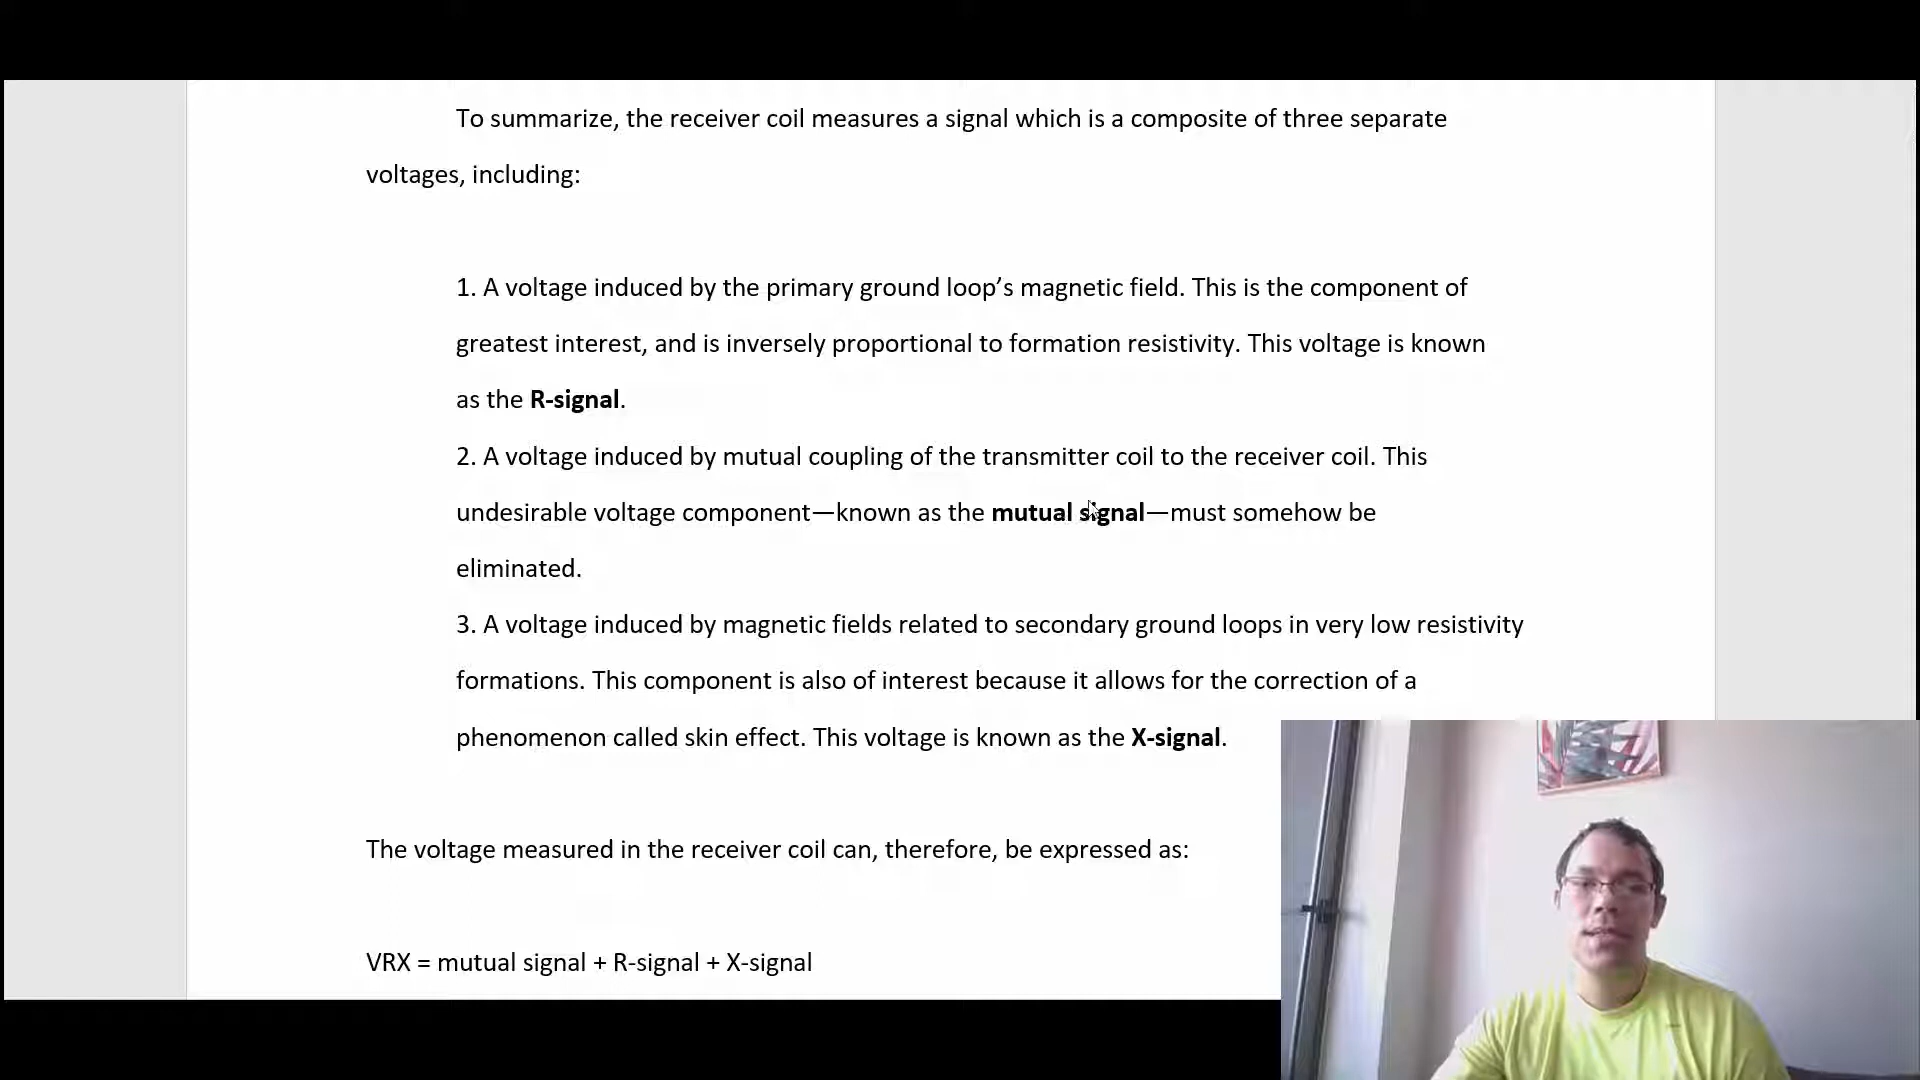 To summarize, the receiver coil measures a signal which is a composite of three separate
voltages, including:
1. A voltage induced by the primary ground loop’s magnetic field. This is the component of
greatest interest, and is inversely proportional to formation resistivity. This voltage is known
as the R-signal.
2. A voltage induced by mutual coupling of the transmitter coil to the receiver coil. This
undesirable voltage component—known as the mutual signal—must somehow be
eliminated.
3. A voltage induced by magnetic fields related to secondary ground loops in very low resistivity
formations. This component is also of interest because it allows for the correction of a
phenomenon called skin effect. This voltage is known as the X-signal.
The voltage measured in the receiver coil can, therefore, be expressed as:
VRX = mutual signal + R-signal + X-signal